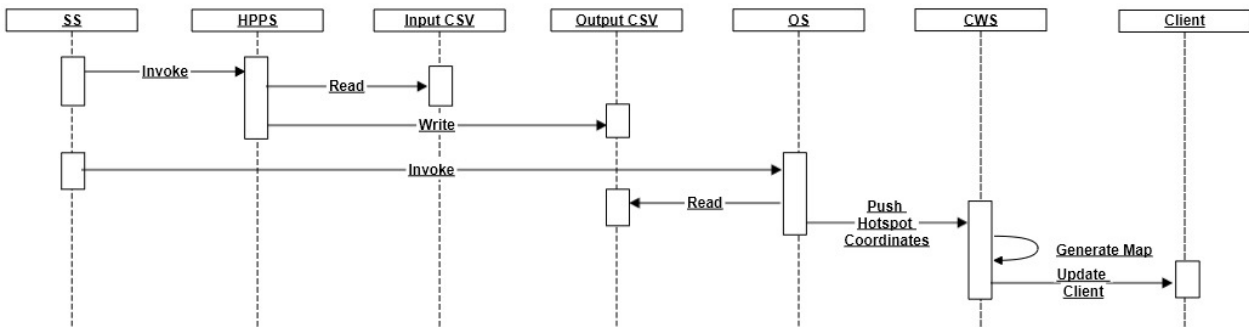 SS
HPPS
Input CSV
Output CSV
OS
CWS
Client
Invoke
Read
Write
Invoke
Read
Push
Hotspot
Coordinates
Generate Map
Update
Client